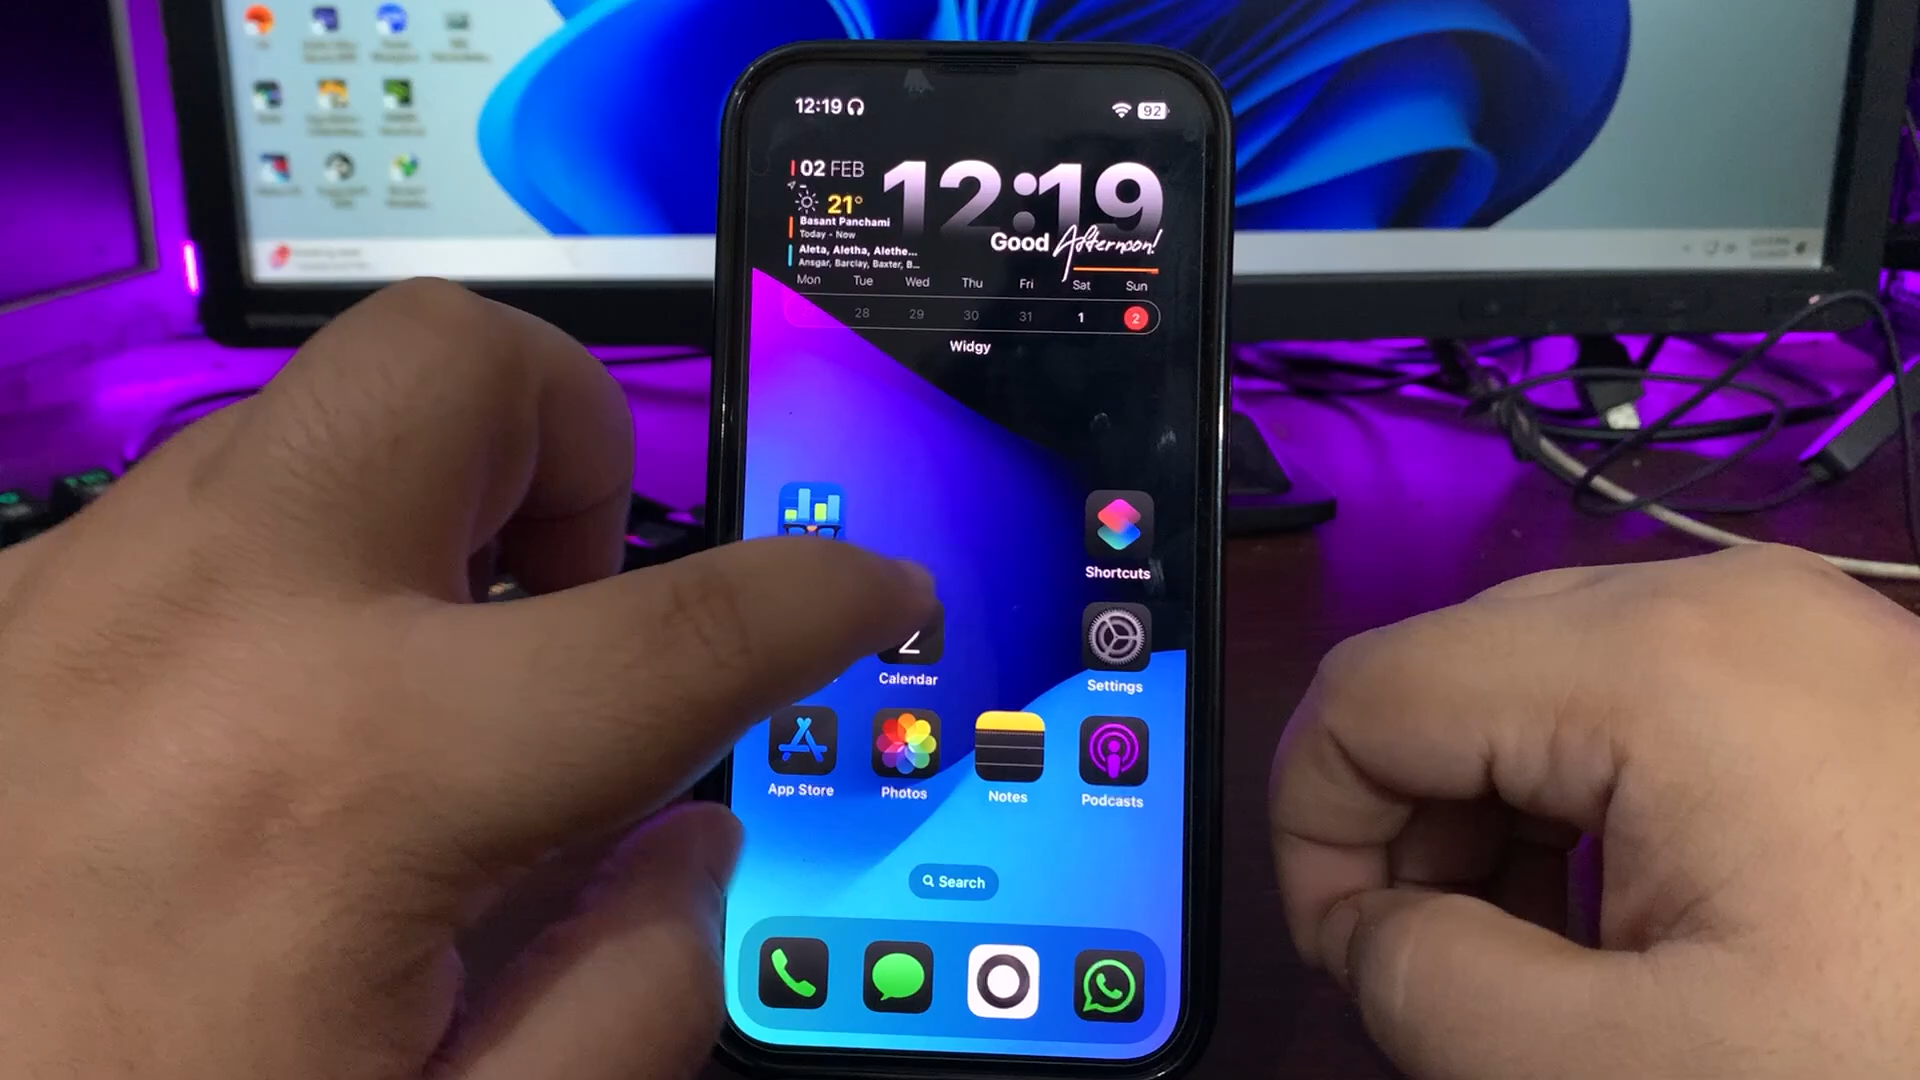 12:19
92
02 FEB
12:19
21°
Basant Panchami
Today - Now
Good Afternoon!
Aleta, Aletha, Alethe...
Ansgar, Barclay, Baxter, B...
Mon Tue Wed Thu Fri Sat Sun
28 29 30 31 1 2
Widgy
Shortcuts
2
Calendar
Settings
App Store
Photos
Notes
Podcasts
Search